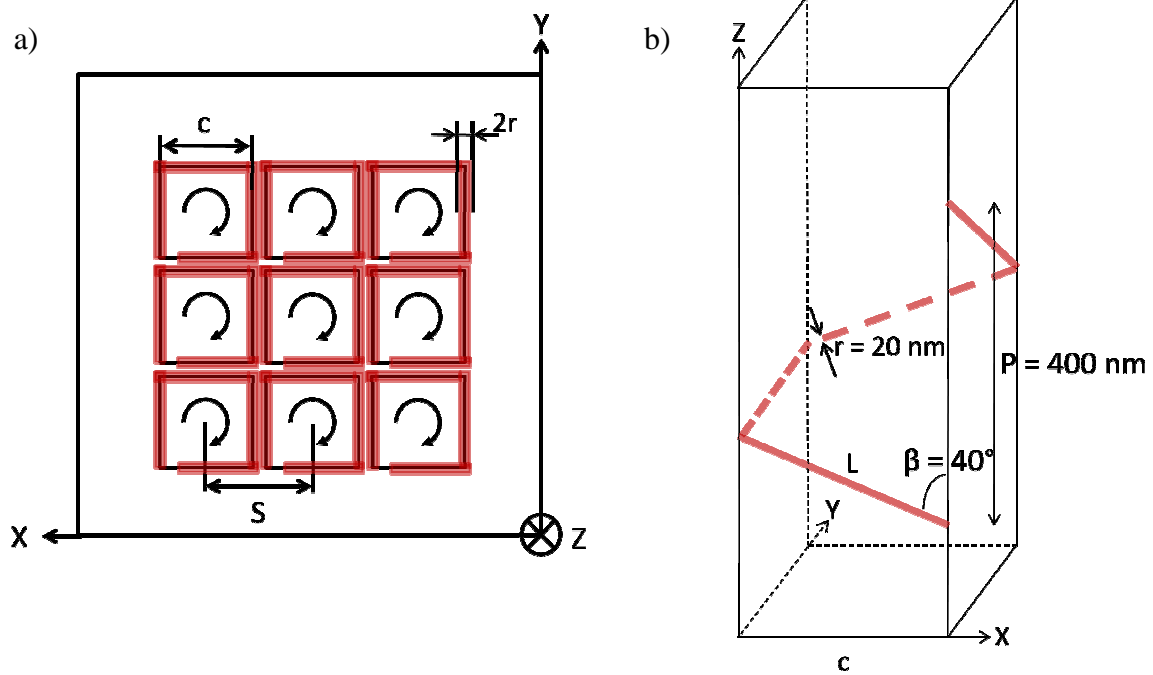 a)
Y
c
2r
S
X
Z
b)
Z
r = 20 nm
P = 400 nm
L
β = 40°
Y
X
c